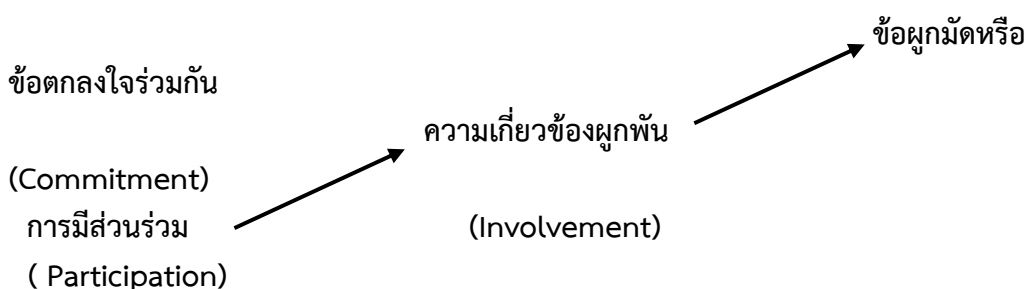 ข้อผูกมัดหรือ
ข้อตกลงใจร่วมกัน
ความเกี่ยวข้องผูกพัน
(Commitment)
การมีส่วนร่วม
(Involvement)
( Participation)